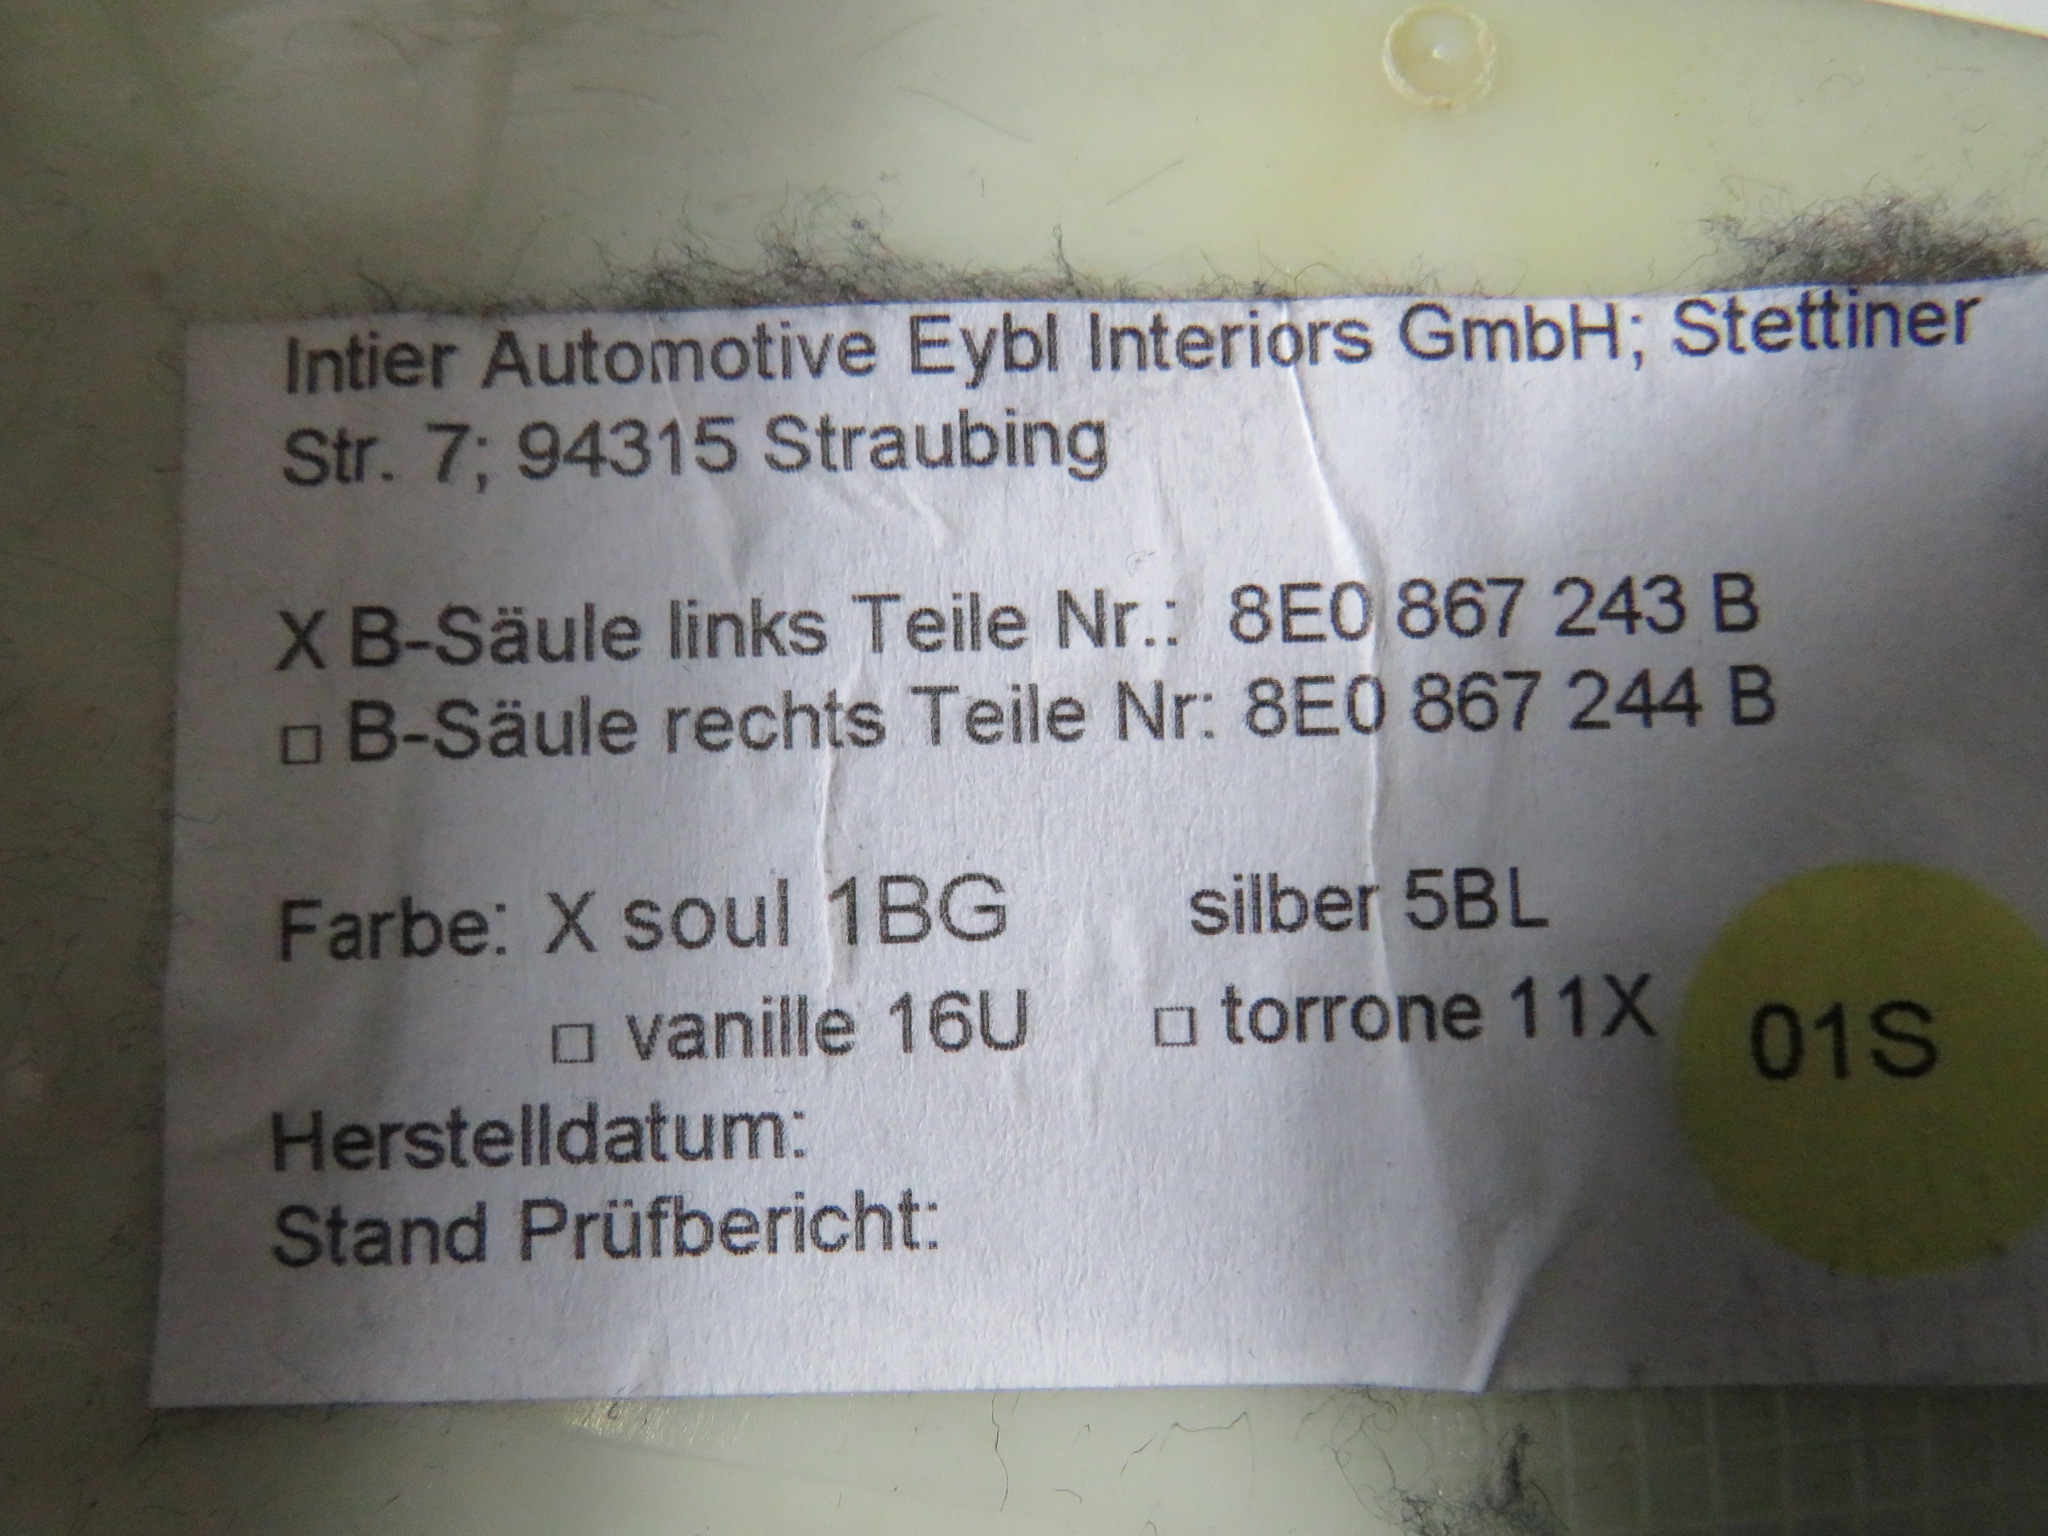 Intier Automotive Eybl Interiors GmbH; Stettiner
Str. 7; 94315 Straubing
X B-Säule links Teile Nr.: 8E0 867 243 B
□ B-Säule rechts Teile Nr: 8E0 867 244 B
Farbe: X soul 1BG silber 5BL
□ vanille 16U □ torrone 11X
01S
Herstelldatum:
Stand Prüfbericht: